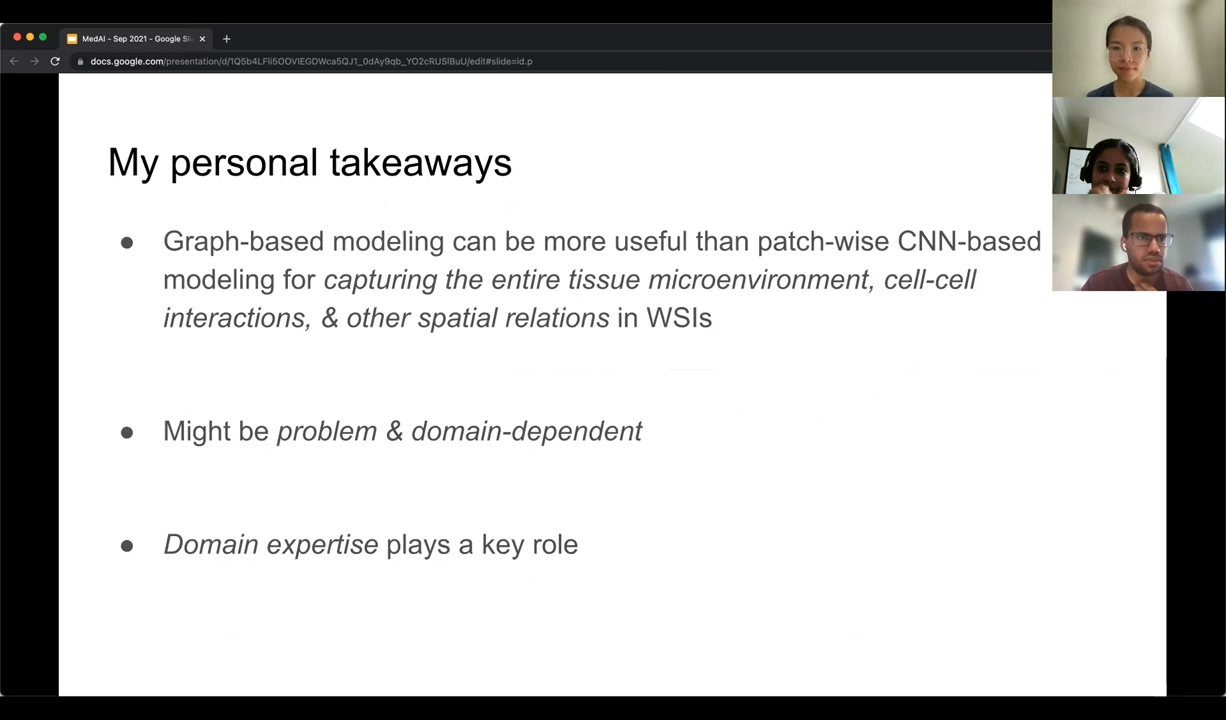 MedAI - Sep 2021 - Google Sli
docs.google.com/presentation/d/1Q5b4LFli5OOVIEGDWca5QJ1_0dAy9qb_YO2cRUSlBuU/edit#slide=id.p
My personal takeaways
● Graph-based modeling can be more useful than patch-wise CNN-based
modeling for capturing the entire tissue microenvironment, cell-cell
interactions, & other spatial relations in WSIs
● Might be problem & domain-dependent
● Domain expertise plays a key role